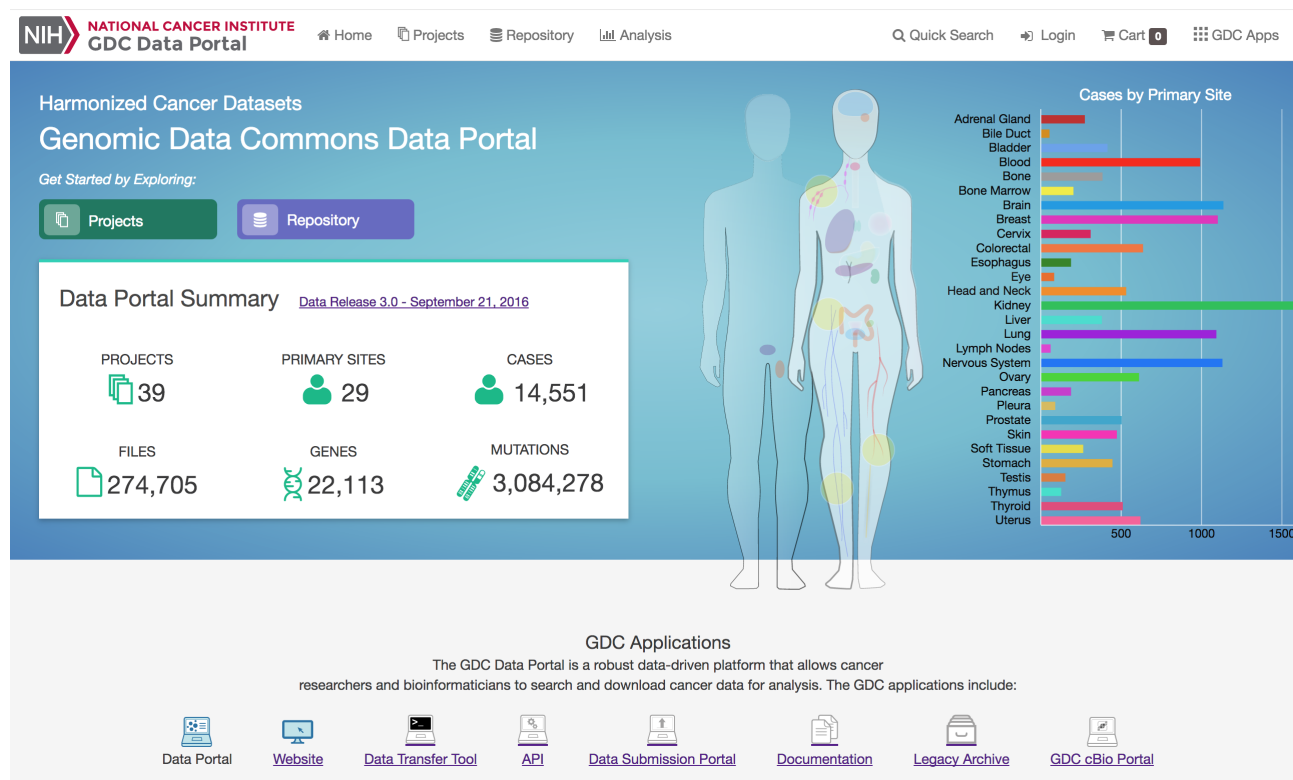 NIH NATIONAL CANCER INSTITUTE
GDC Data Portal
Home Projects Repository Analysis Quick Search Login Cart 0 GDC Apps
Harmonized Cancer Datasets
Genomic Data Commons Data Portal
Get Started by Exploring:
Projects Repository
Data Portal Summary Data Release 3.0 - September 21, 2016
PROJECTS PRIMARY SITES CASES
39 29 14,551
FILES GENES MUTATIONS
274,705 22,113 3,084,278
Cases by Primary Site
Adrenal Gland
Bile Duct
Bladder
Blood
Bone
Bone Marrow
Brain
Breast
Cervix
Colorectal
Esophagus
Eye
Head and Neck
Kidney
Liver
Lung
Lymph Nodes
Nervous System
Ovary
Pancreas
Pleura
Prostate
Skin
Soft Tissue
Stomach
Testis
Thymus
Thyroid
Uterus
500 1000 1500
GDC Applications
The GDC Data Portal is a robust data-driven platform that allows cancer
researchers and bioinformaticians to search and download cancer data for analysis. The GDC applications include:
Data Portal Website Data Transfer Tool API Data Submission Portal Documentation Legacy Archive GDC cBio Portal